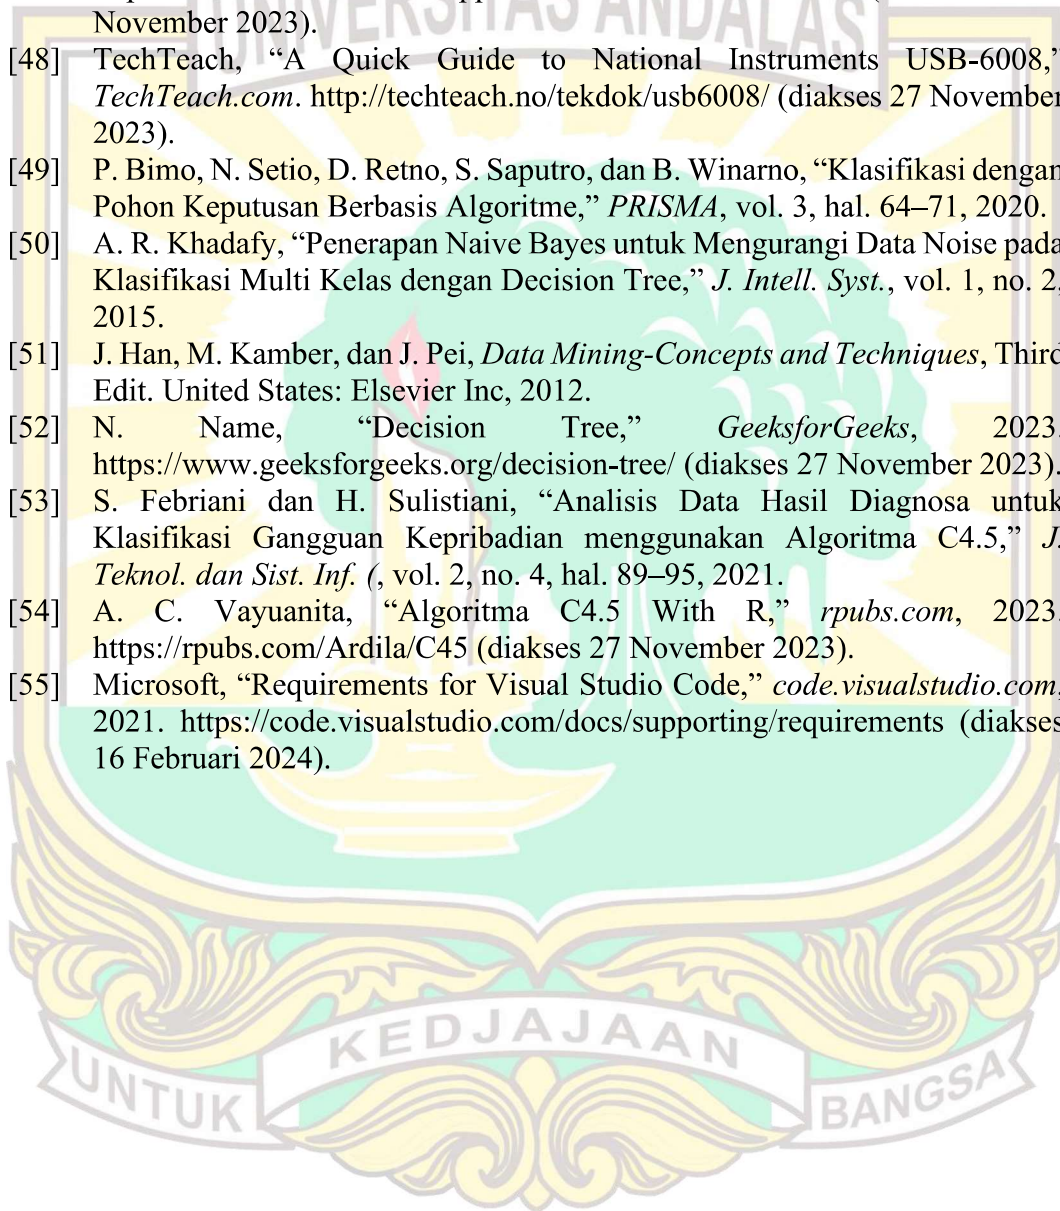 UNIVERSITAS ANDALAS
November 2023).
[48] TechTeach, “A Quick Guide to National Instruments USB-6008,”
TechTeach.com. http://techteach.no/tekdok/usb6008/ (diakses 27 November
2023).
[49] P. Bimo, N. Setio, D. Retno, S. Saputro, dan B. Winarno, “Klasifikasi dengan
Pohon Keputusan Berbasis Algoritme,” PRISMA, vol. 3, hal. 64–71, 2020.
[50] A. R. Khadafy, “Penerapan Naive Bayes untuk Mengurangi Data Noise pada
Klasifikasi Multi Kelas dengan Decision Tree,” J. Intell. Syst., vol. 1, no. 2,
2015.
[51] J. Han, M. Kamber, dan J. Pei, Data Mining-Concepts and Techniques, Third
Edit. United States: Elsevier Inc, 2012.
[52] N. Name, “Decision Tree,” GeeksforGeeks, 2023.
https://www.geeksforgeeks.org/decision-tree/ (diakses 27 November 2023).
[53] S. Febriani dan H. Sulistiani, “Analisis Data Hasil Diagnosa untuk
Klasifikasi Gangguan Kepribadian menggunakan Algoritma C4.5,” J.
Teknol. dan Sist. Inf. (, vol. 2, no. 4, hal. 89–95, 2021.
[54] A. C. Vayuanita, “Algoritma C4.5 With R,” rpubs.com, 2023.
https://rpubs.com/Ardila/C45 (diakses 27 November 2023).
[55] Microsoft, “Requirements for Visual Studio Code,” code.visualstudio.com,
2021. https://code.visualstudio.com/docs/supporting/requirements (diakses
16 Februari 2024).
UNTUK KEDJAJAAN BANGSA